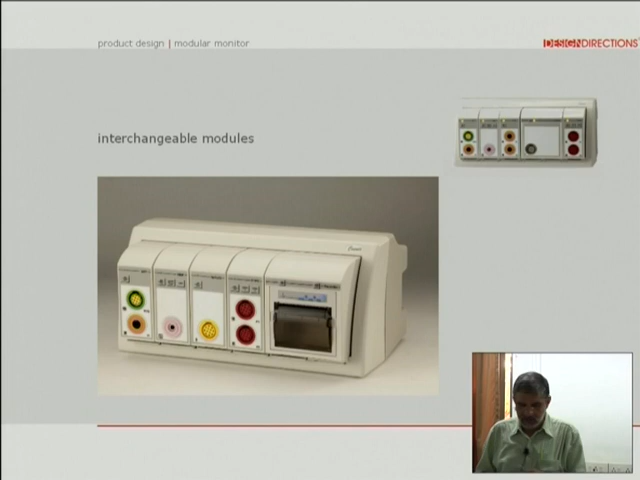 product design | modular monitor
DESIGNDIRECTIONS
interchangeable modules